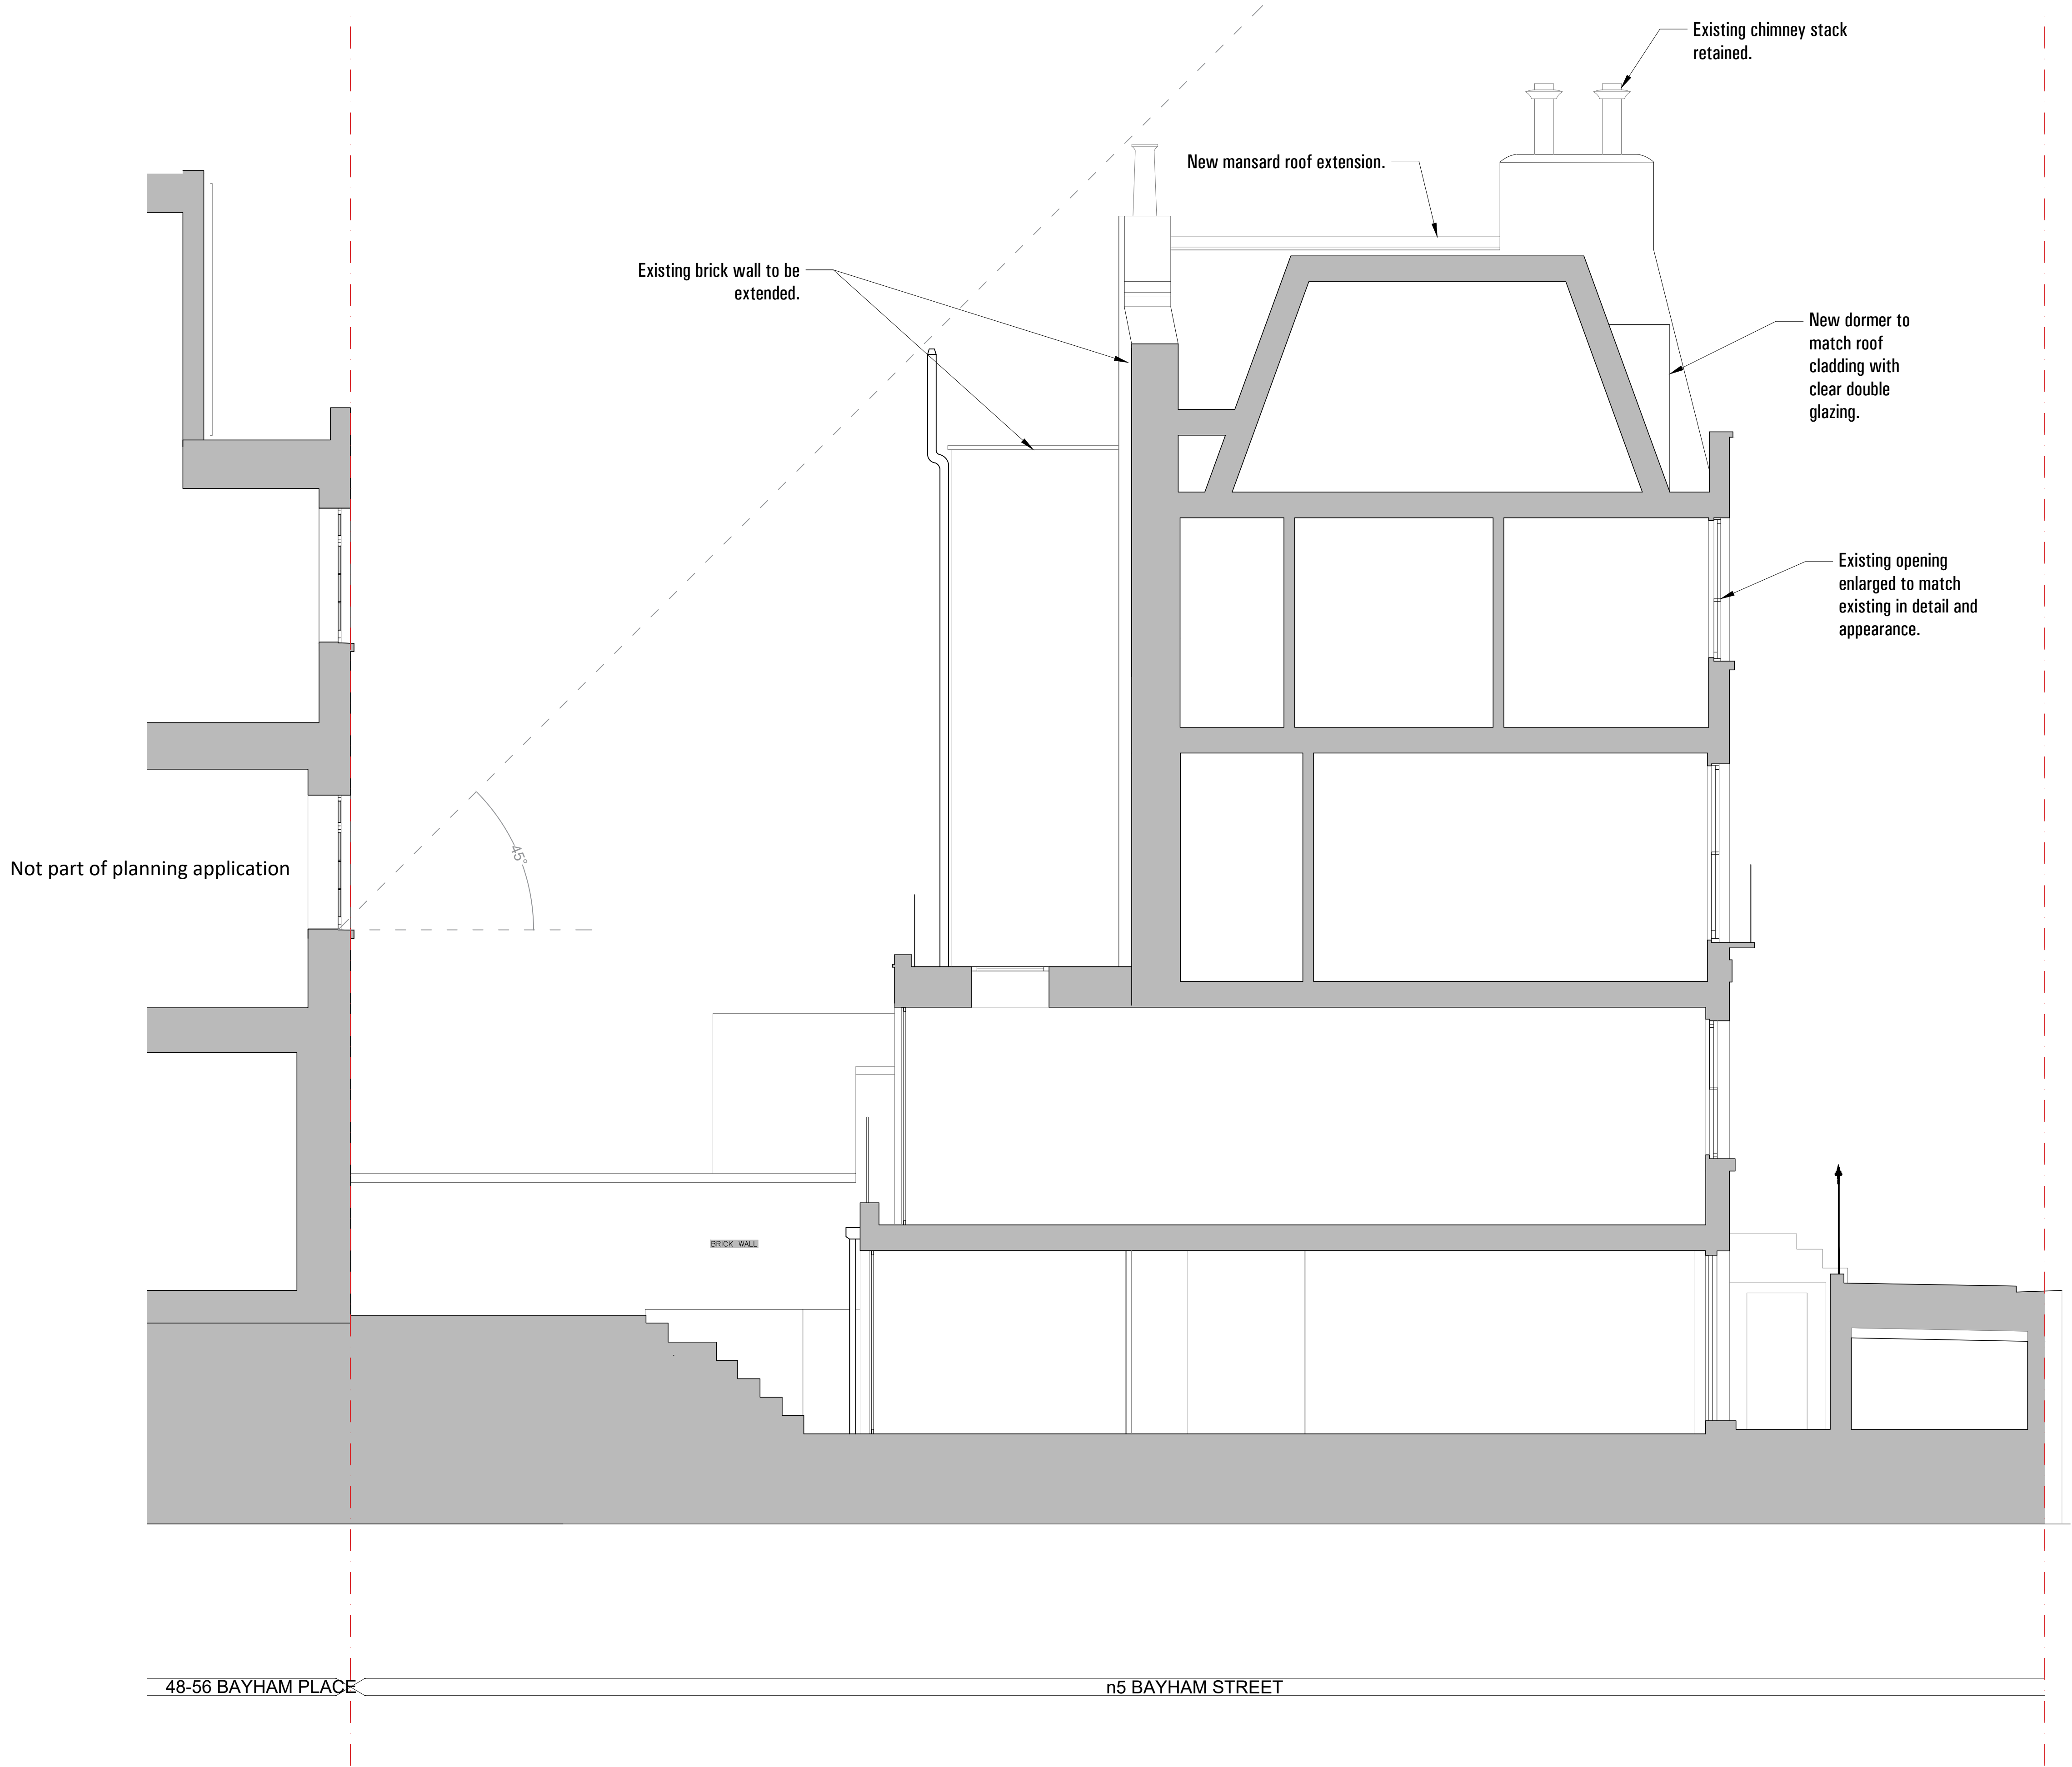 Existing chimney stack
retained.
New mansard roof extension.
Existing brick wall to be
extended.
New dormer to
match roof
cladding with
clear double
glazing.
Existing opening
enlarged to match
existing in detail and
appearance.
45°
Not part of planning application
BRICK WALL
48-56 BAYHAM PLACE
n5 BAYHAM STREET